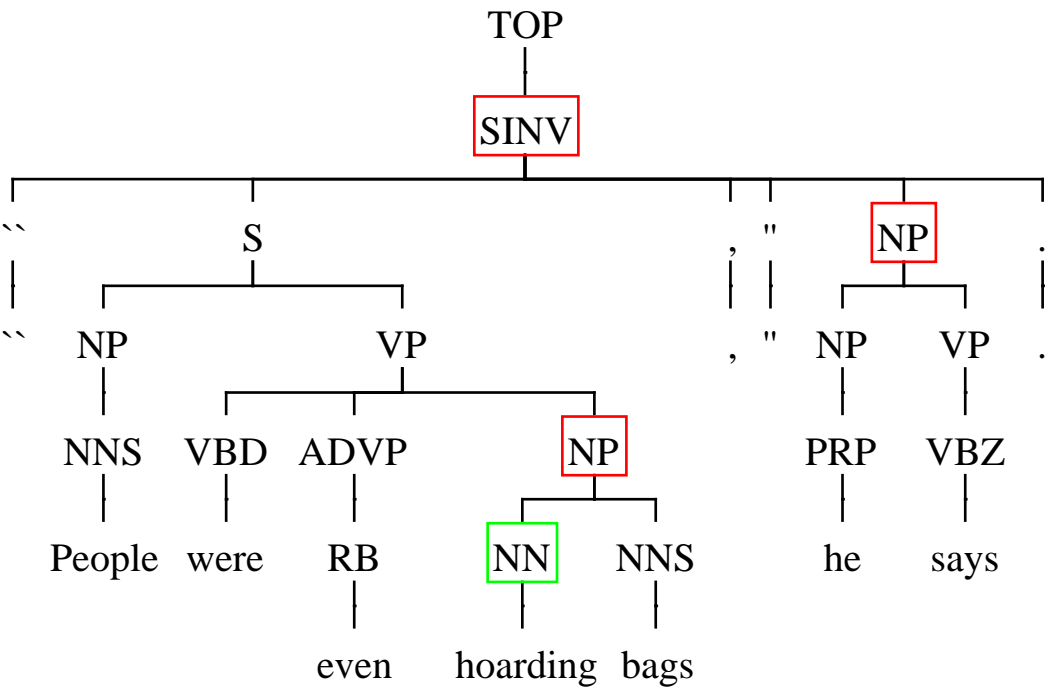 TOP
SINV
`` S , " NP .
`` NP VP , " NP VP .
NNS VBD ADVP NP PRP VBZ
People were RB NN NNS he says
even hoarding bags